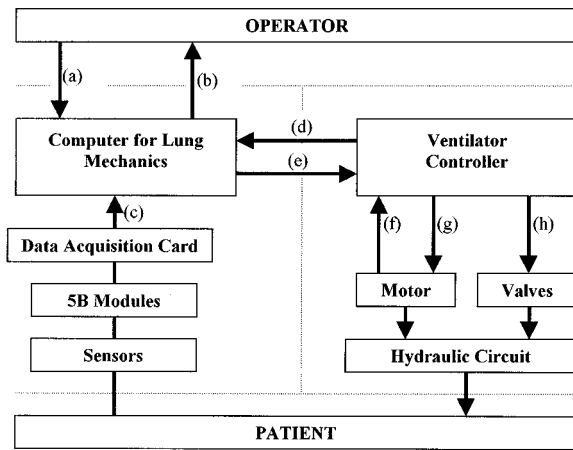 OPERATOR
(a)
(b)
Computer for Lung
Mechanics
(d)
(e)
Ventilator
Controller
(c)
(f)
(g)
(h)
Data Acquisition Card
5B Modules
Motor
Valves
Sensors
Hydraulic Circuit
PATIENT